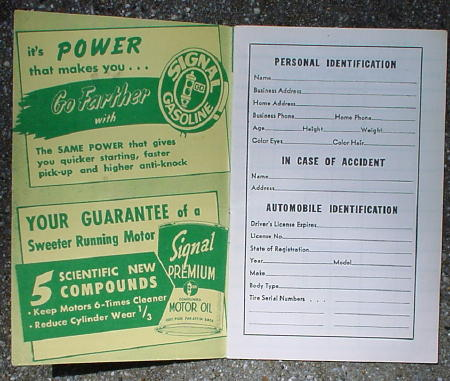 it's POWER
that makes you . . .
Go Farther
with
SIGNAL
GO
GASOLINE
The SAME POWER that gives
you quicker starting, faster
pick-up and higher anti-knock
YOUR GUARANTEE of a
Sweeter Running Motor
5 SCIENTIFIC NEW
COMPOUNDS
• Keep Motors 6-Times Cleaner
• Reduce Cylinder Wear 1/3
Signal
PREMIUM
COMPOUNDED
MOTOR OIL
PERSONAL IDENTIFICATION
Name
Business Address
Home Address
Business Phone Home Phone
Age Height Weight
Color Eyes Color Hair
IN CASE OF ACCIDENT
Name
Address
AUTOMOBILE IDENTIFICATION
Driver's License Expires
License No.
State of Registration
Year Model
Make
Body Type
Tire Serial Numbers . . .